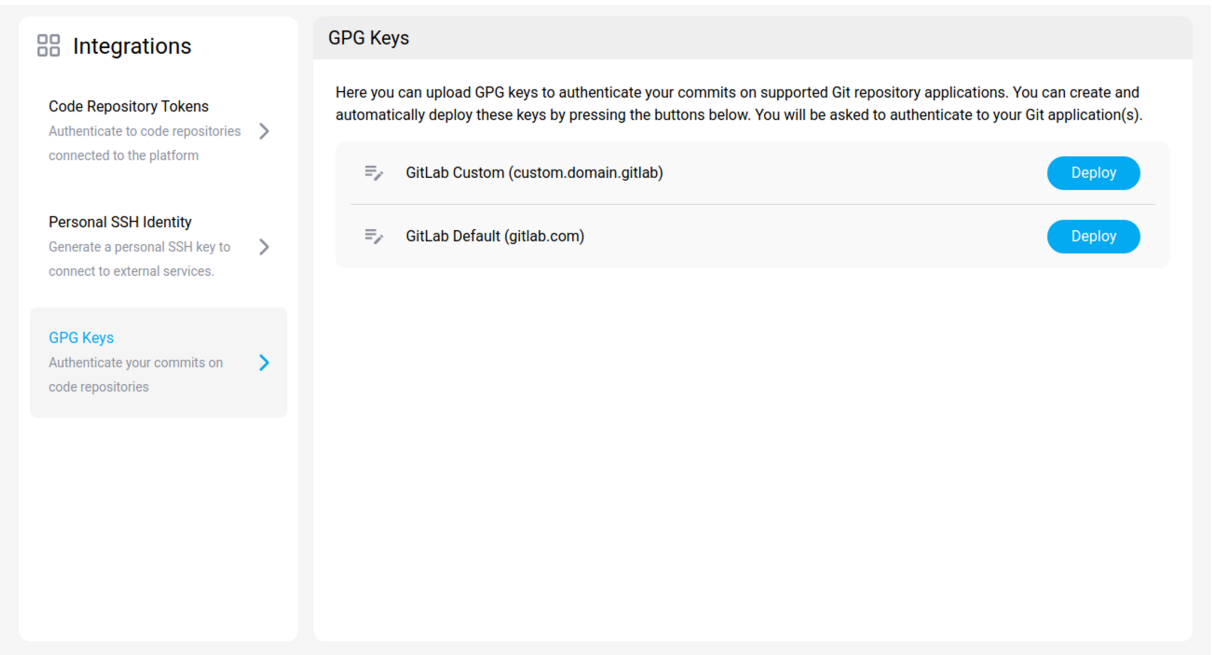 Integrations
Code Repository Tokens
Authenticate to code repositories
connected to the platform
Personal SSH Identity
Generate a personal SSH key to
connect to external services.
GPG Keys
Authenticate your commits on
code repositories
GPG Keys
Here you can upload GPG keys to authenticate your commits on supported Git repository applications. You can create and
automatically deploy these keys by pressing the buttons below. You will be asked to authenticate to your Git application(s).
GitLab Custom (custom.domain.gitlab)
Deploy
GitLab Default (gitlab.com)
Deploy